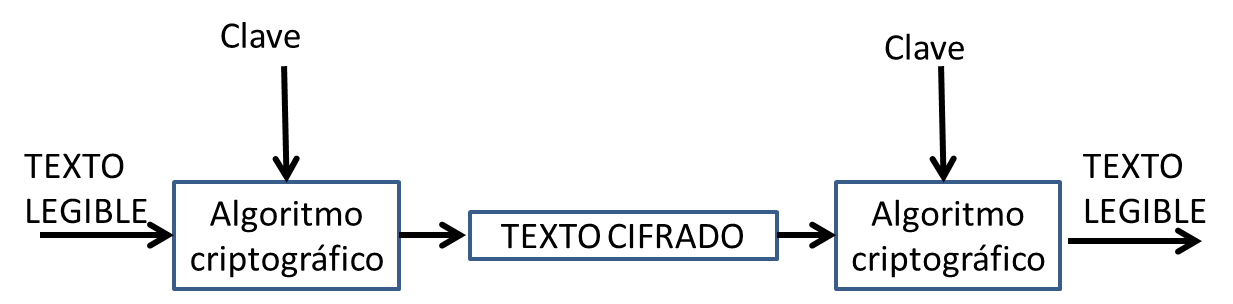 Clave
Clave
TEXTO
LEGIBLE
Algoritmo
criptográfico
TEXTO CIFRADO
Algoritmo
criptográfico
TEXTO
LEGIBLE